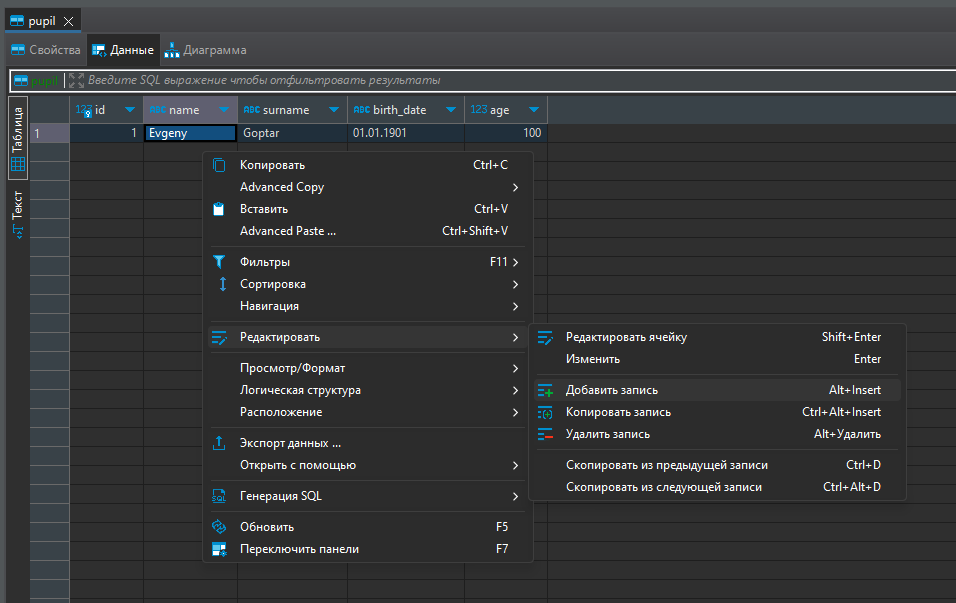 pupil
Свойства Данные Диаграмма
pupil Введите SQL выражение чтобы отфильтровать результаты
Таблица
Текст
123 id ABC name ABC surname ABC birth_date 123 age
1 1 Evgeny Goptar 01.01.1901 100
Копировать Ctrl+C
Advanced Copy
Вставить Ctrl+V
Advanced Paste ... Ctrl+Shift+V
Фильтры F11
Сортировка
Навигация
Редактировать
Просмотр/Формат
Логическая структура
Расположение
Экспорт данных ...
Открыть с помощью
Генерация SQL
Обновить F5
Переключить панели F7
Редактировать ячейку Shift+Enter
Изменить Enter
Добавить запись Alt+Insert
Копировать запись Ctrl+Alt+Insert
Удалить запись Alt+Удалить
Скопировать из предыдущей записи Ctrl+D
Скопировать из следующей записи Ctrl+Alt+D